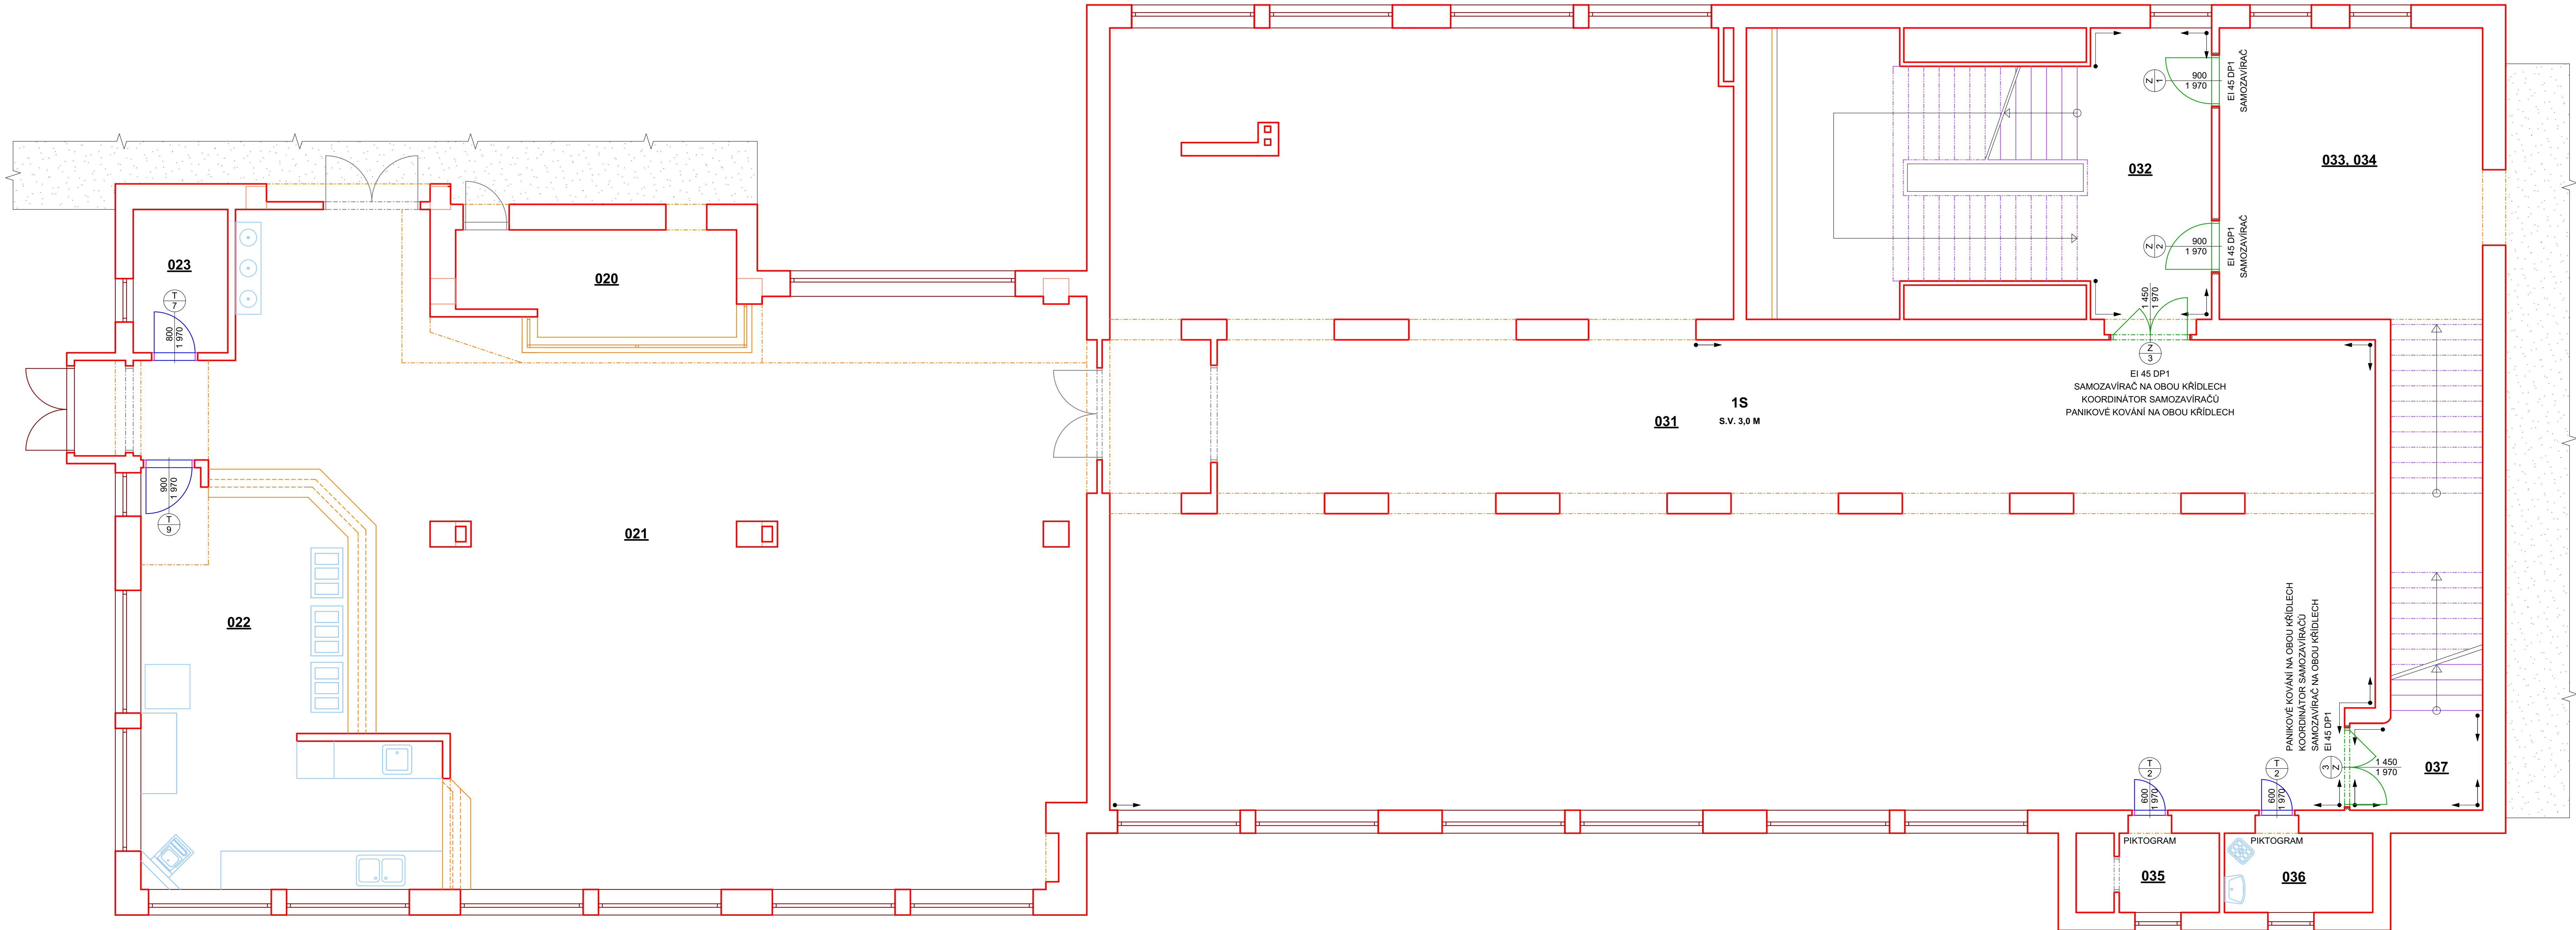 023
T
7
800
1 970
020
900
1 970
T
9
021
022
1S
S.V. 3,0 M
031
032
033, 034
Z
1
900
1 970
EI 45 DP1
SAMOZAVÍRAČ
Z
2
900
1 970
EI 45 DP1
SAMOZAVÍRAČ
1 450
1 970
Z
3
EI 45 DP1
SAMOZAVÍRAČ NA OBOU KŘÍDLECH
KOORDINÁTOR SAMOZAVÍRAČŮ
PANIKOVÉ KOVÁNÍ NA OBOU KŘÍDLECH
PANIKOVÉ KOVÁNÍ NA OBOU KŘÍDLECH
KOORDINÁTOR SAMOZAVÍRAČŮ
SAMOZAVÍRAČ NA OBOU KŘÍDLECH
EI 45 DP1
Z
3
1 450
1 970
037
T
2
600
1 970
T
2
600
1 970
PIKTOGRAM
PIKTOGRAM
035
036